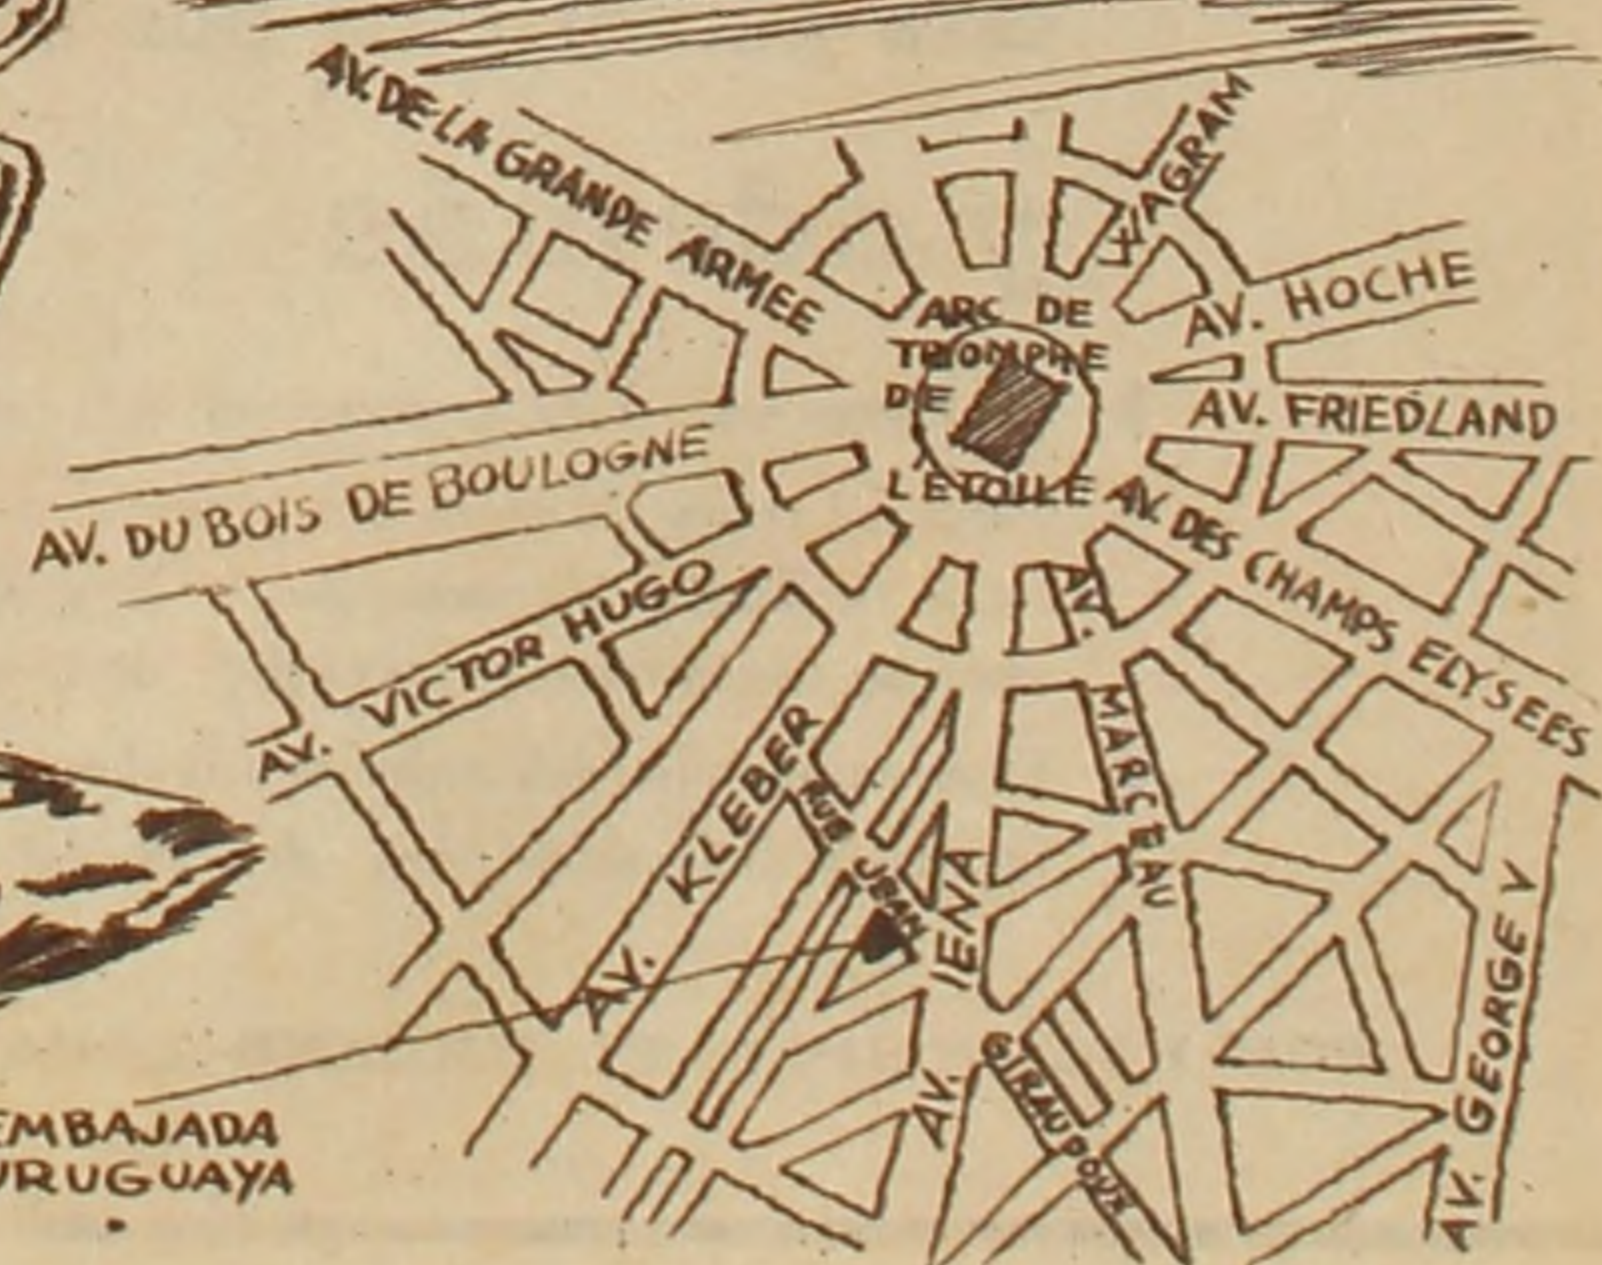 AV. DE LA GRANDE ARMEE
WAGRAM
AV. HOCHE
ARC DE
TRIOMPHE
DE
L'ETOILE
AV. FRIEDLAND
AV. DU BOIS DE BOULOGNE
AV. DES CHAMPS ELYSEES
AV. VICTOR HUGO
AV. MARCEAU
AV. KLEBER
RUE JEAN GIRAUDOUX
AV. IENA
AV. GEORGE V
EMBAJADA
URUGUAYA